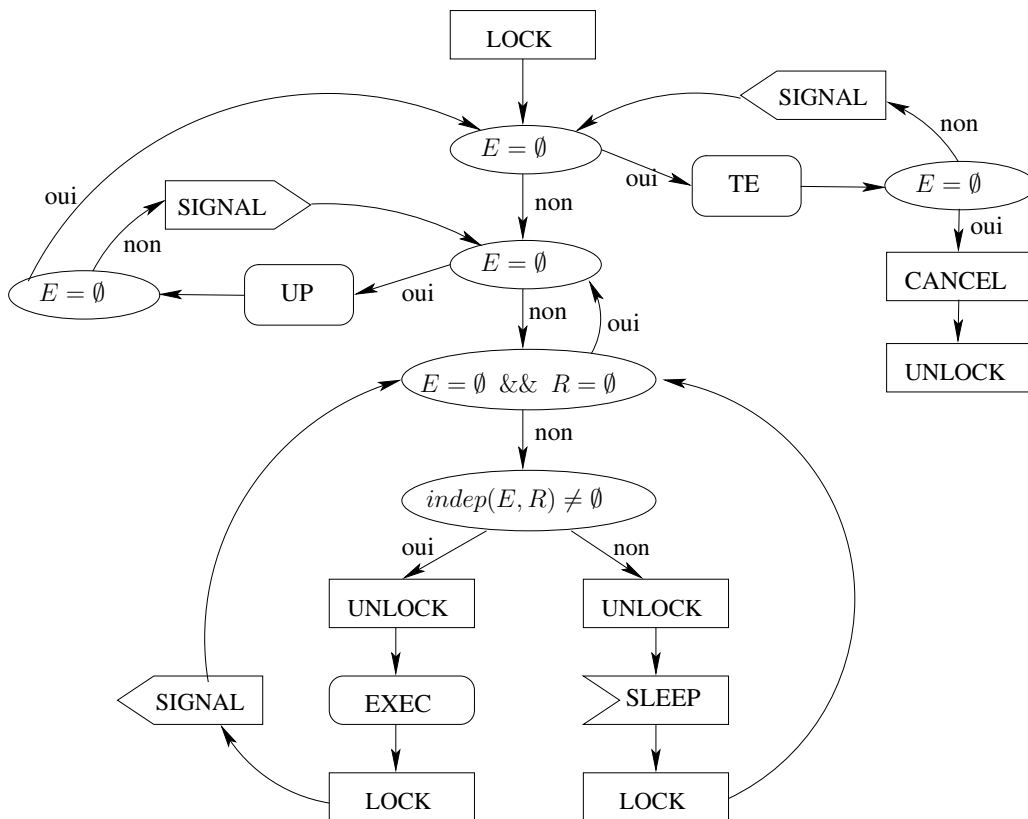 LOCK
SIGNAL
non
E = ∅
oui
TE
E = ∅
oui
SIGNAL
non
non
oui
E = ∅
CANCEL
E = ∅
UP
oui
non
oui
UNLOCK
E = ∅ && R = ∅
non
indep(E, R) ≠ ∅
oui
non
UNLOCK
UNLOCK
SIGNAL
EXEC
SLEEP
LOCK
LOCK